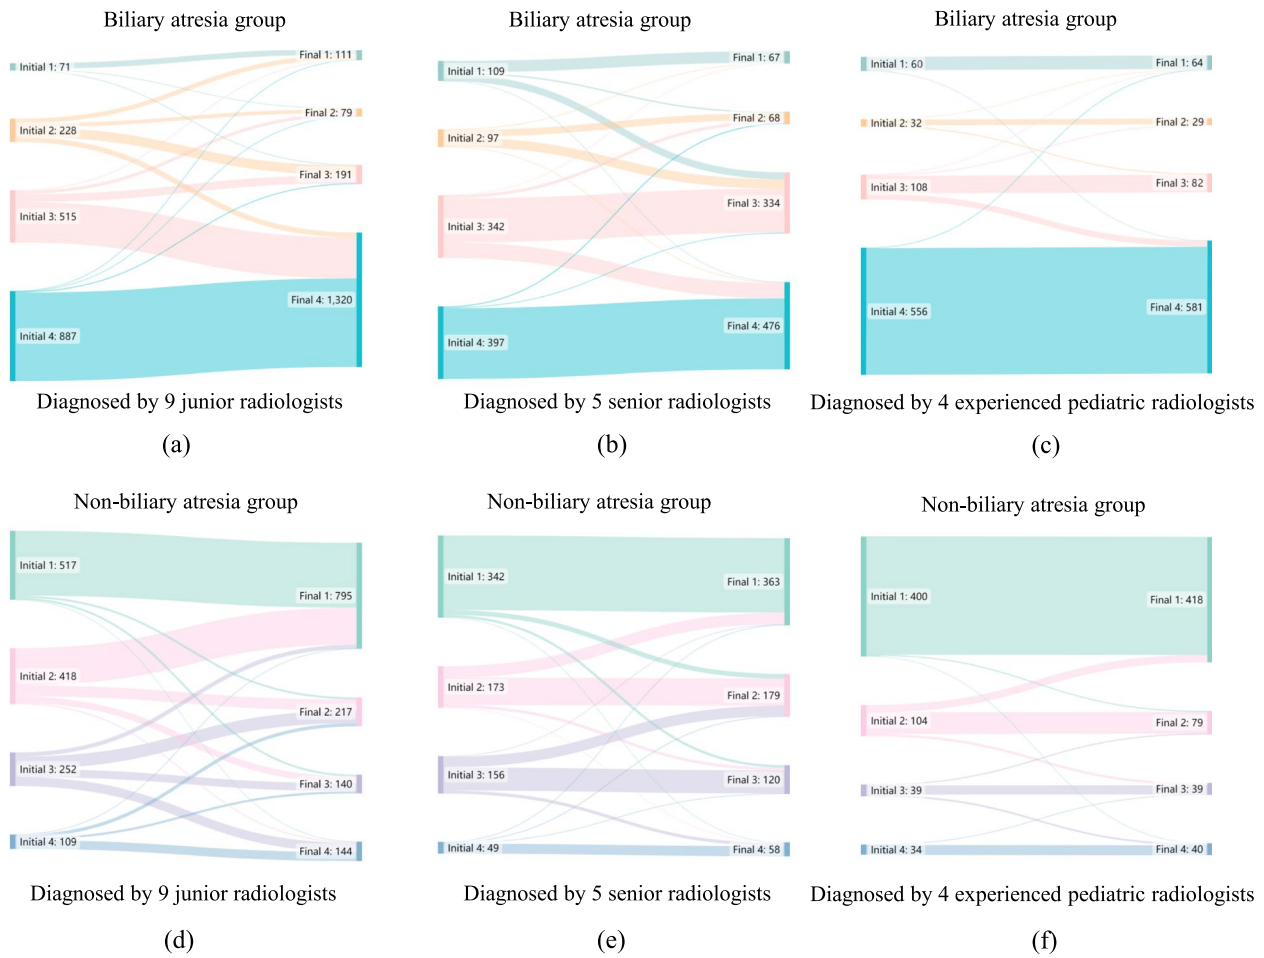 Biliary atresia group
Initial 1: 71
Initial 2: 228
Initial 3: 515
Initial 4: 887
Final 1: 111
Final 2: 79
Final 3: 191
Final 4: 1,320
Diagnosed by 9 junior radiologists
(a)
Biliary atresia group
Initial 1: 109
Initial 2: 97
Initial 3: 342
Initial 4: 397
Final 1: 67
Final 2: 68
Final 3: 334
Final 4: 476
Diagnosed by 5 senior radiologists
(b)
Biliary atresia group
Initial 1: 60
Initial 2: 32
Initial 3: 108
Initial 4: 556
Final 1: 64
Final 2: 29
Final 3: 82
Final 4: 581
Diagnosed by 4 experienced pediatric radiologists
(c)
Non-biliary atresia group
Initial 1: 517
Initial 2: 418
Initial 3: 252
Initial 4: 109
Final 1: 795
Final 2: 217
Final 3: 140
Final 4: 144
Diagnosed by 9 junior radiologists
(d)
Non-biliary atresia group
Initial 1: 342
Initial 2: 173
Initial 3: 156
Initial 4: 49
Final 1: 363
Final 2: 179
Final 3: 120
Final 4: 58
Diagnosed by 5 senior radiologists
(e)
Non-biliary atresia group
Initial 1: 400
Initial 2: 104
Initial 3: 39
Initial 4: 34
Final 1: 418
Final 2: 79
Final 3: 39
Final 4: 40
Diagnosed by 4 experienced pediatric radiologists
(f)